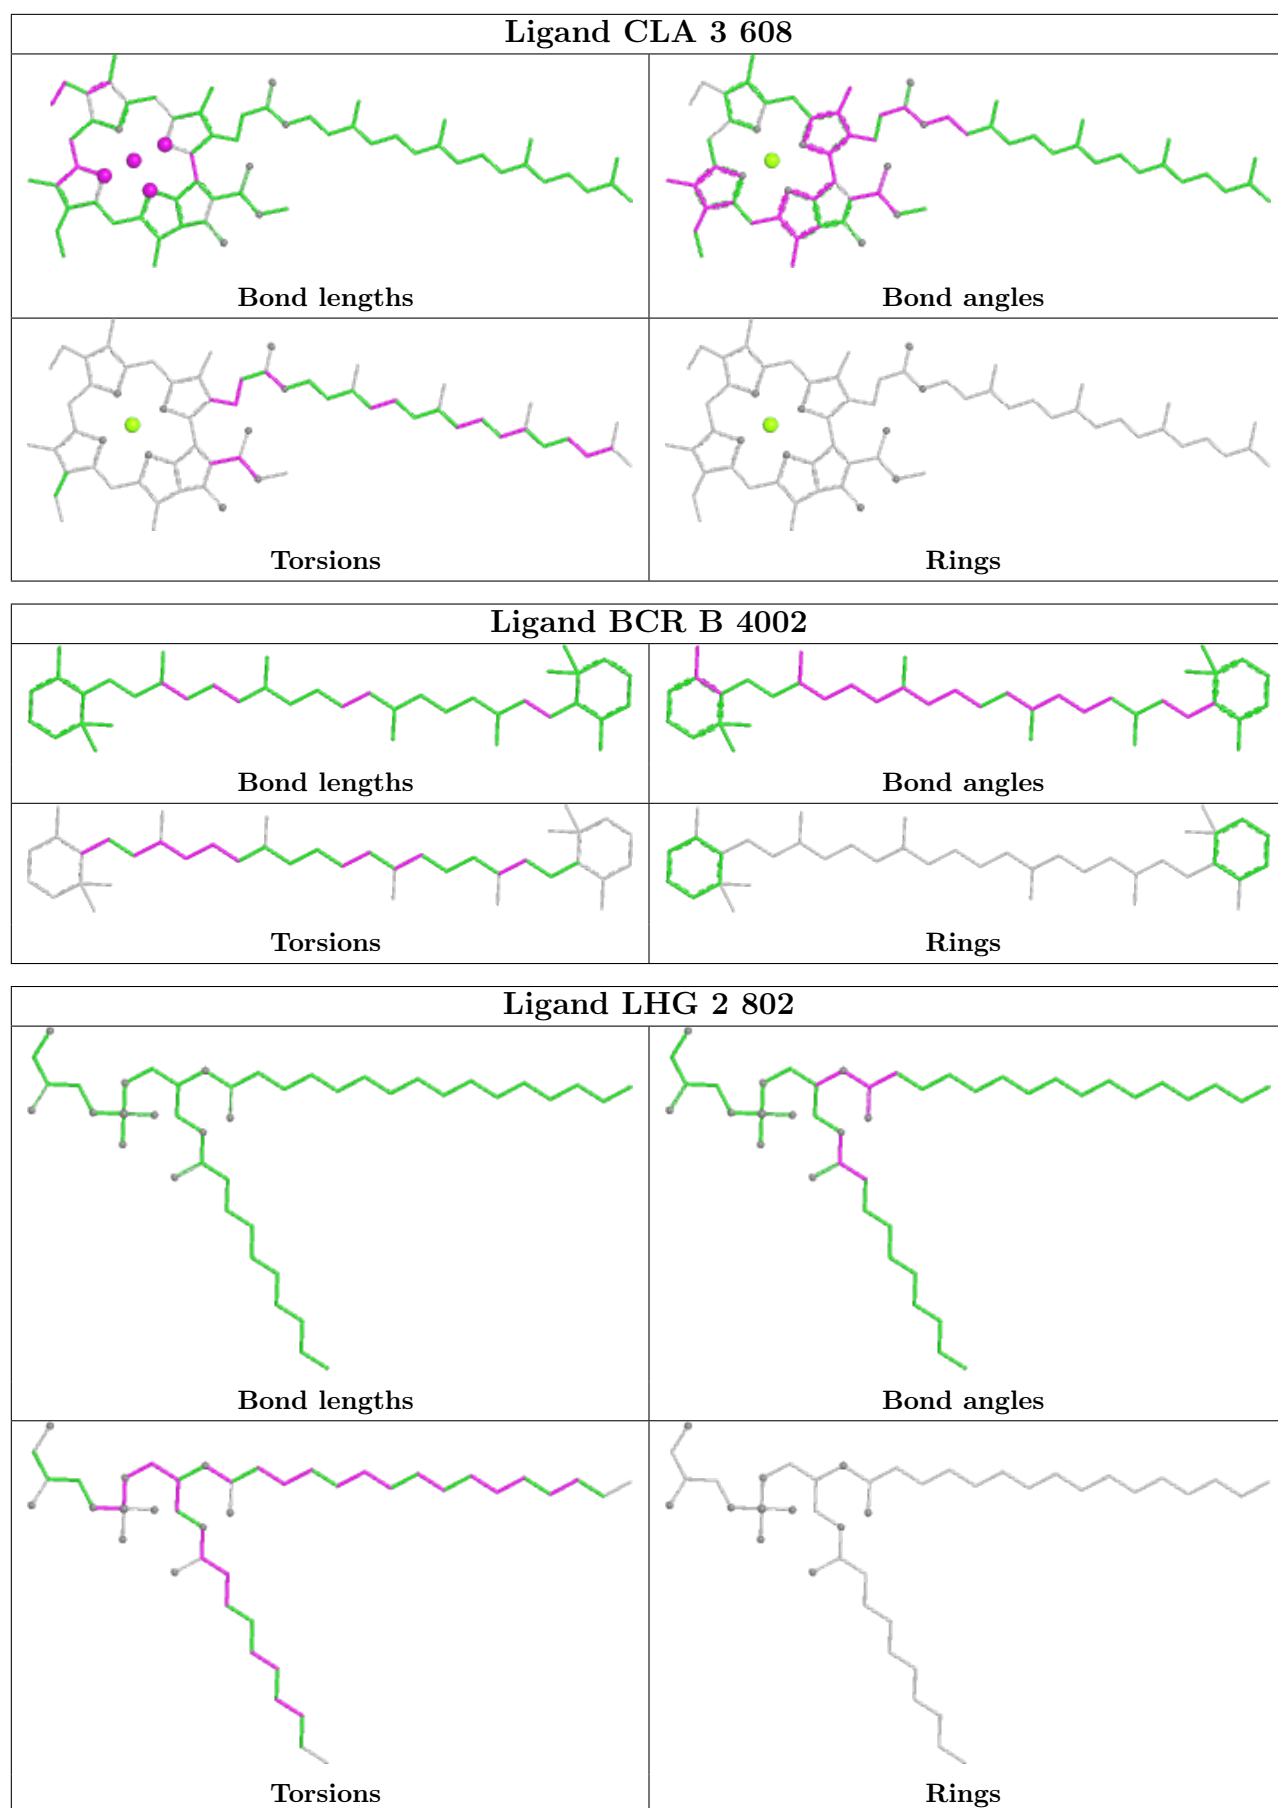 Ligand CLA 3 608
Bond lengths
Bond angles
Torsions
Rings
Ligand BCR B 4002
Bond lengths
Bond angles
Torsions
Rings
Ligand LHG 2 802
Bond lengths
Bond angles
Torsions
Rings